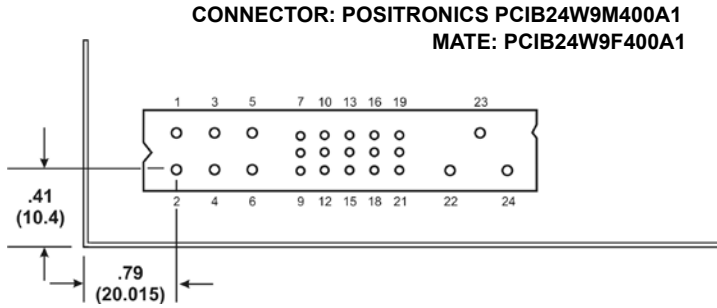 CONNECTOR: POSITRONICS PCIB24W9M400A1
MATE: PCIB24W9F400A1
1 3 5 7 10 13 16 19 23
2 4 6 9 12 15 18 21 22 24
.41
(10.4)
.79
(20.015)